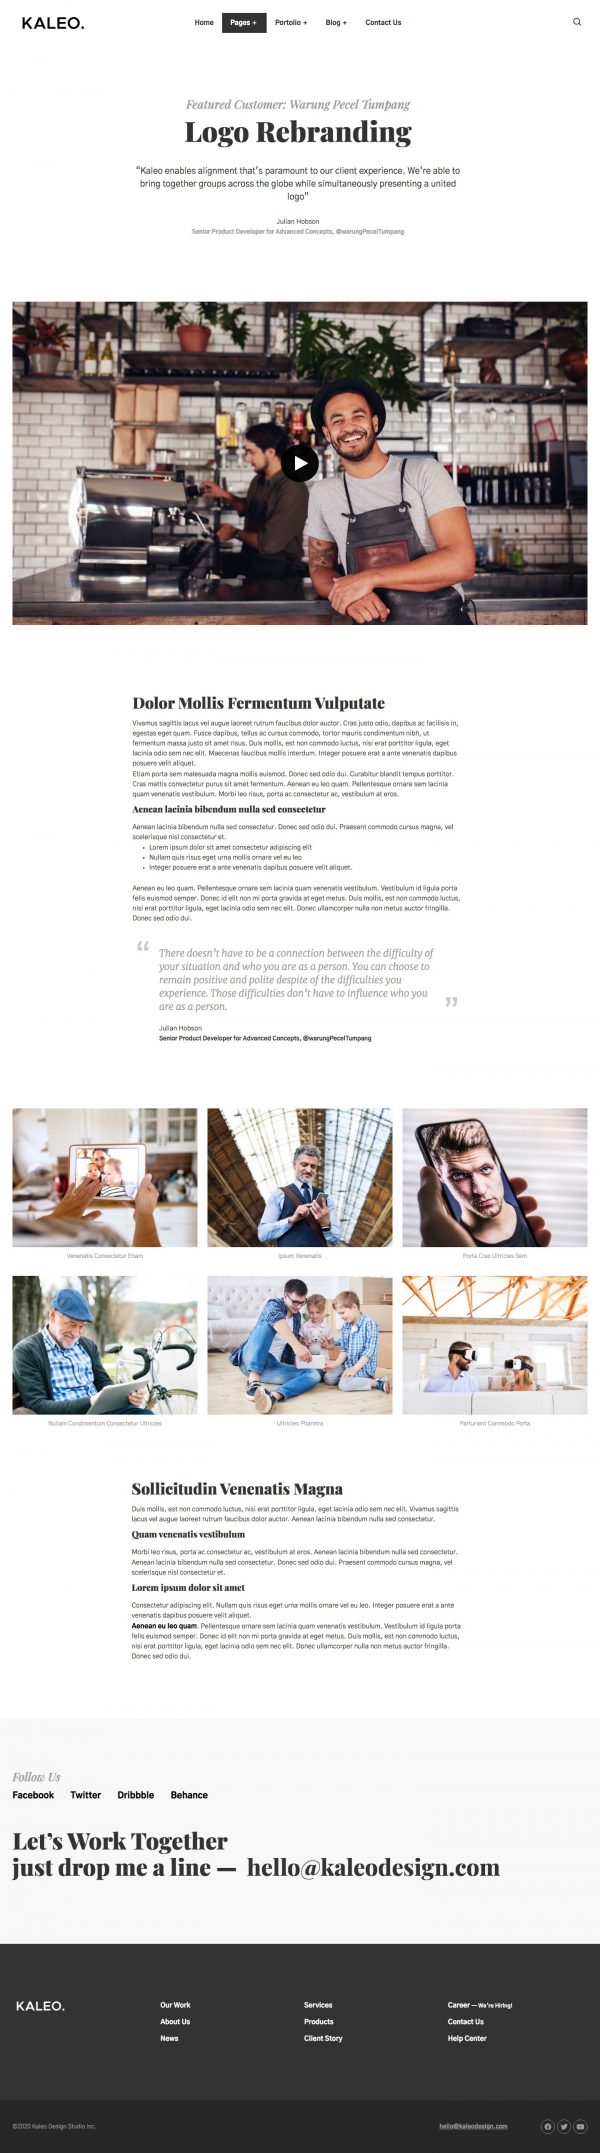 KALEO.
Home Pages + Portolio + Blog + Contact Us
Featured Customer: Warung Pecel Tumpang
Logo Rebranding
“Kaleo enables alignment that’s paramount to our client experience. We’re able to
bring together groups across the globe while simultaneously presenting a united
logo”
Julian Hobson
Senior Product Developer for Advanced Concepts, @warungPecelTumpang
Dolor Mollis Fermentum Vulputate
Vivamus sagittis lacus vel augue laoreet rutrum faucibus dolor auctor. Cras justo odio, dapibus ac facilisis in,
egestas eget quam. Fusce dapibus, tellus ac cursus commodo, tortor mauris condimentum nibh, ut
fermentum massa justo sit amet risus. Duis mollis, est non commodo luctus, nisi erat porttitor ligula, eget
lacinia odio sem nec elit. Maecenas faucibus mollis interdum. Integer posuere erat a ante venenatis dapibus
posuere velit aliquet.
Etiam porta sem malesuada magna mollis euismod. Donec sed odio dui. Curabitur blandit tempus porttitor.
Cras mattis consectetur purus sit amet fermentum. Aenean eu leo quam. Pellentesque ornare sem lacinia
quam venenatis vestibulum. Morbi leo risus, porta ac consectetur ac, vestibulum at eros.
Aenean lacinia bibendum nulla sed consectetur
Aenean lacinia bibendum nulla sed consectetur. Donec sed odio dui. Praesent commodo cursus magna, vel
scelerisque nisl consectetur et.
• Lorem ipsum dolor sit amet consectetur adipiscing elit
• Nullam quis risus eget urna mollis ornare vel eu leo
• Integer posuere erat a ante venenatis dapibus posuere velit aliquet.
Aenean eu leo quam. Pellentesque ornare sem lacinia quam venenatis vestibulum. Vestibulum id ligula porta
felis euismod semper. Donec id elit non mi porta gravida at eget metus. Duis mollis, est non commodo luctus,
nisi erat porttitor ligula, eget lacinia odio sem nec elit. Donec ullamcorper nulla non metus auctor fringilla.
Donec sed odio dui.
“ There doesn’t have to be a connection between the difficulty of
your situation and who you are as a person. You can choose to
remain positive and polite despite of the difficulties you
experience. Those difficulties don’t have to influence who you
are as a person. ”
Julian Hobson
Senior Product Developer for Advanced Concepts, @warungPecelTumpang
Venenatis Consectetur Etiam
Ipsum Venenatis
Porta Cras Ultricies Sem
Nullam Condimentum Consectetur Ultricies
Ultricies Pharetra
Parturient Commodo Porta
Sollicitudin Venenatis Magna
Duis mollis, est non commodo luctus, nisi erat porttitor ligula, eget lacinia odio sem nec elit. Vivamus sagittis
lacus vel augue laoreet rutrum faucibus dolor auctor. Aenean lacinia bibendum nulla sed consectetur.
Quam venenatis vestibulum
Morbi leo risus, porta ac consectetur ac, vestibulum at eros. Aenean lacinia bibendum nulla sed consectetur.
Aenean lacinia bibendum nulla sed consectetur. Donec sed odio dui. Praesent commodo cursus magna, vel
scelerisque nisl consectetur et.
Lorem ipsum dolor sit amet
Consectetur adipiscing elit. Nullam quis risus eget urna mollis ornare vel eu leo. Integer posuere erat a ante
venenatis dapibus posuere velit aliquet.
Aenean eu leo quam. Pellentesque ornare sem lacinia quam venenatis vestibulum. Vestibulum id ligula porta
felis euismod semper. Donec id elit non mi porta gravida at eget metus. Duis mollis, est non commodo luctus,
nisi erat porttitor ligula, eget lacinia odio sem nec elit. Donec ullamcorper nulla non metus auctor fringilla.
Donec sed odio dui.
Follow Us
Facebook Twitter Dribbble Behance
Let’s Work Together
just drop me a line — hello@kaleodesign.com
KALEO.
Our Work
About Us
News
Services
Products
Client Story
Career — We’re Hiring!
Contact Us
Help Center
©2020 Kaleo Design Studio Inc.
hello@kaleodesign.com